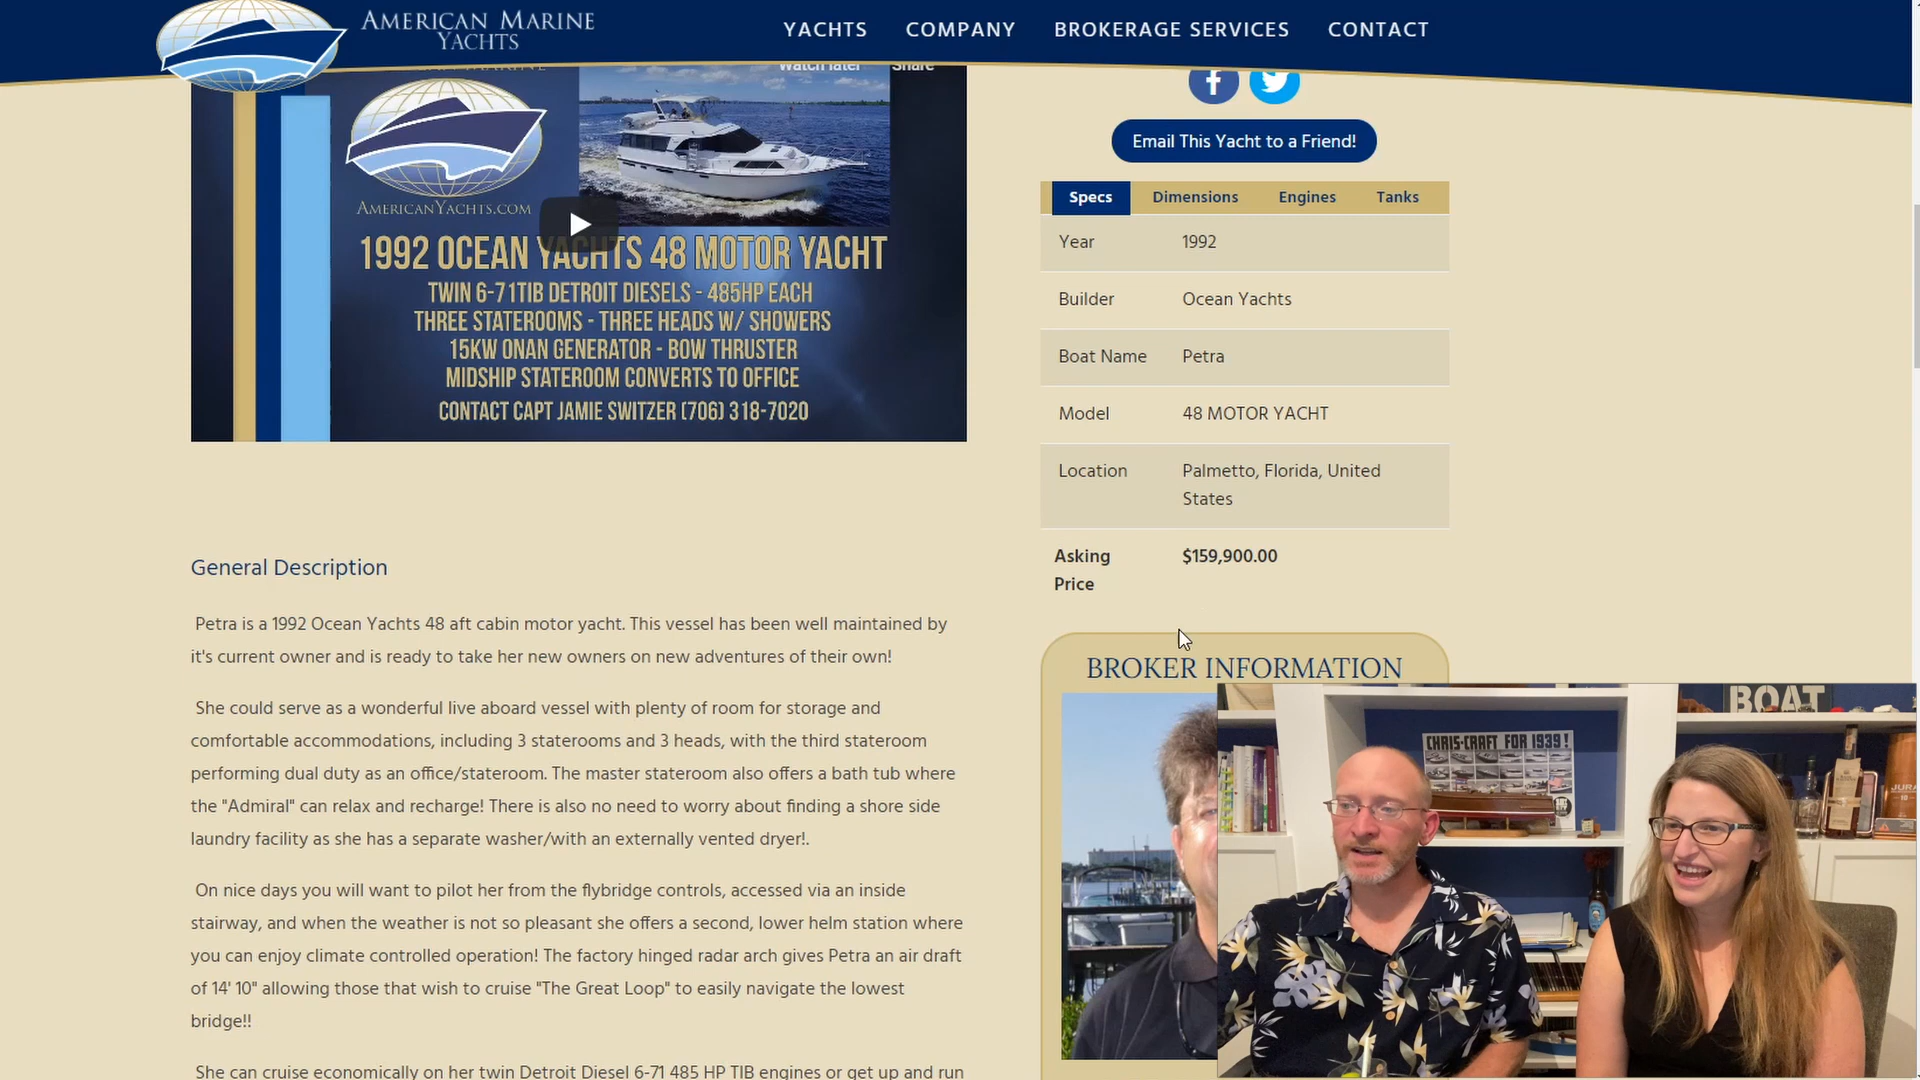 AMERICAN MARINE
YACHTS
YACHTS
COMPANY
BROKERAGE SERVICES
CONTACT
Watch later
Share
AMERICANYACHTS.COM
1992 OCEAN YACHTS 48 MOTOR YACHT
TWIN 6-71TIB DETROIT DIESELS - 485HP EACH
THREE STATEROOMS - THREE HEADS W/ SHOWERS
15KW ONAN GENERATOR - BOW THRUSTER
MIDSHIP STATEROOM CONVERTS TO OFFICE
CONTACT CAPT JAMIE SWITZER (706) 318-7020
Email This Yacht to a Friend!
Specs Dimensions Engines Tanks
Year 1992
Builder Ocean Yachts
Boat Name Petra
Model 48 MOTOR YACHT
Location Palmetto, Florida, United
States
Asking $159,900.00
Price
BROKER INFORMATION
General Description
Petra is a 1992 Ocean Yachts 48 aft cabin motor yacht. This vessel has been well maintained by
it's current owner and is ready to take her new owners on new adventures of their own!
She could serve as a wonderful live aboard vessel with plenty of room for storage and
comfortable accommodations, including 3 staterooms and 3 heads, with the third stateroom
performing dual duty as an office/stateroom. The master stateroom also offers a bath tub where
the "Admiral" can relax and recharge! There is also no need to worry about finding a shore side
laundry facility as she has a separate washer/with an externally vented dryer!.
On nice days you will want to pilot her from the flybridge controls, accessed via an inside
stairway, and when the weather is not so pleasant she offers a second, lower helm station where
you can enjoy climate controlled operation! The factory hinged radar arch gives Petra an air draft
of 14' 10" allowing those that wish to cruise "The Great Loop" to easily navigate the lowest
bridge!!
She can cruise economically on her twin Detroit Diesel 6-71 485 HP TIB engines or get up and run
BOAT
CHRIS-CRAFT FOR 1939!
JURA